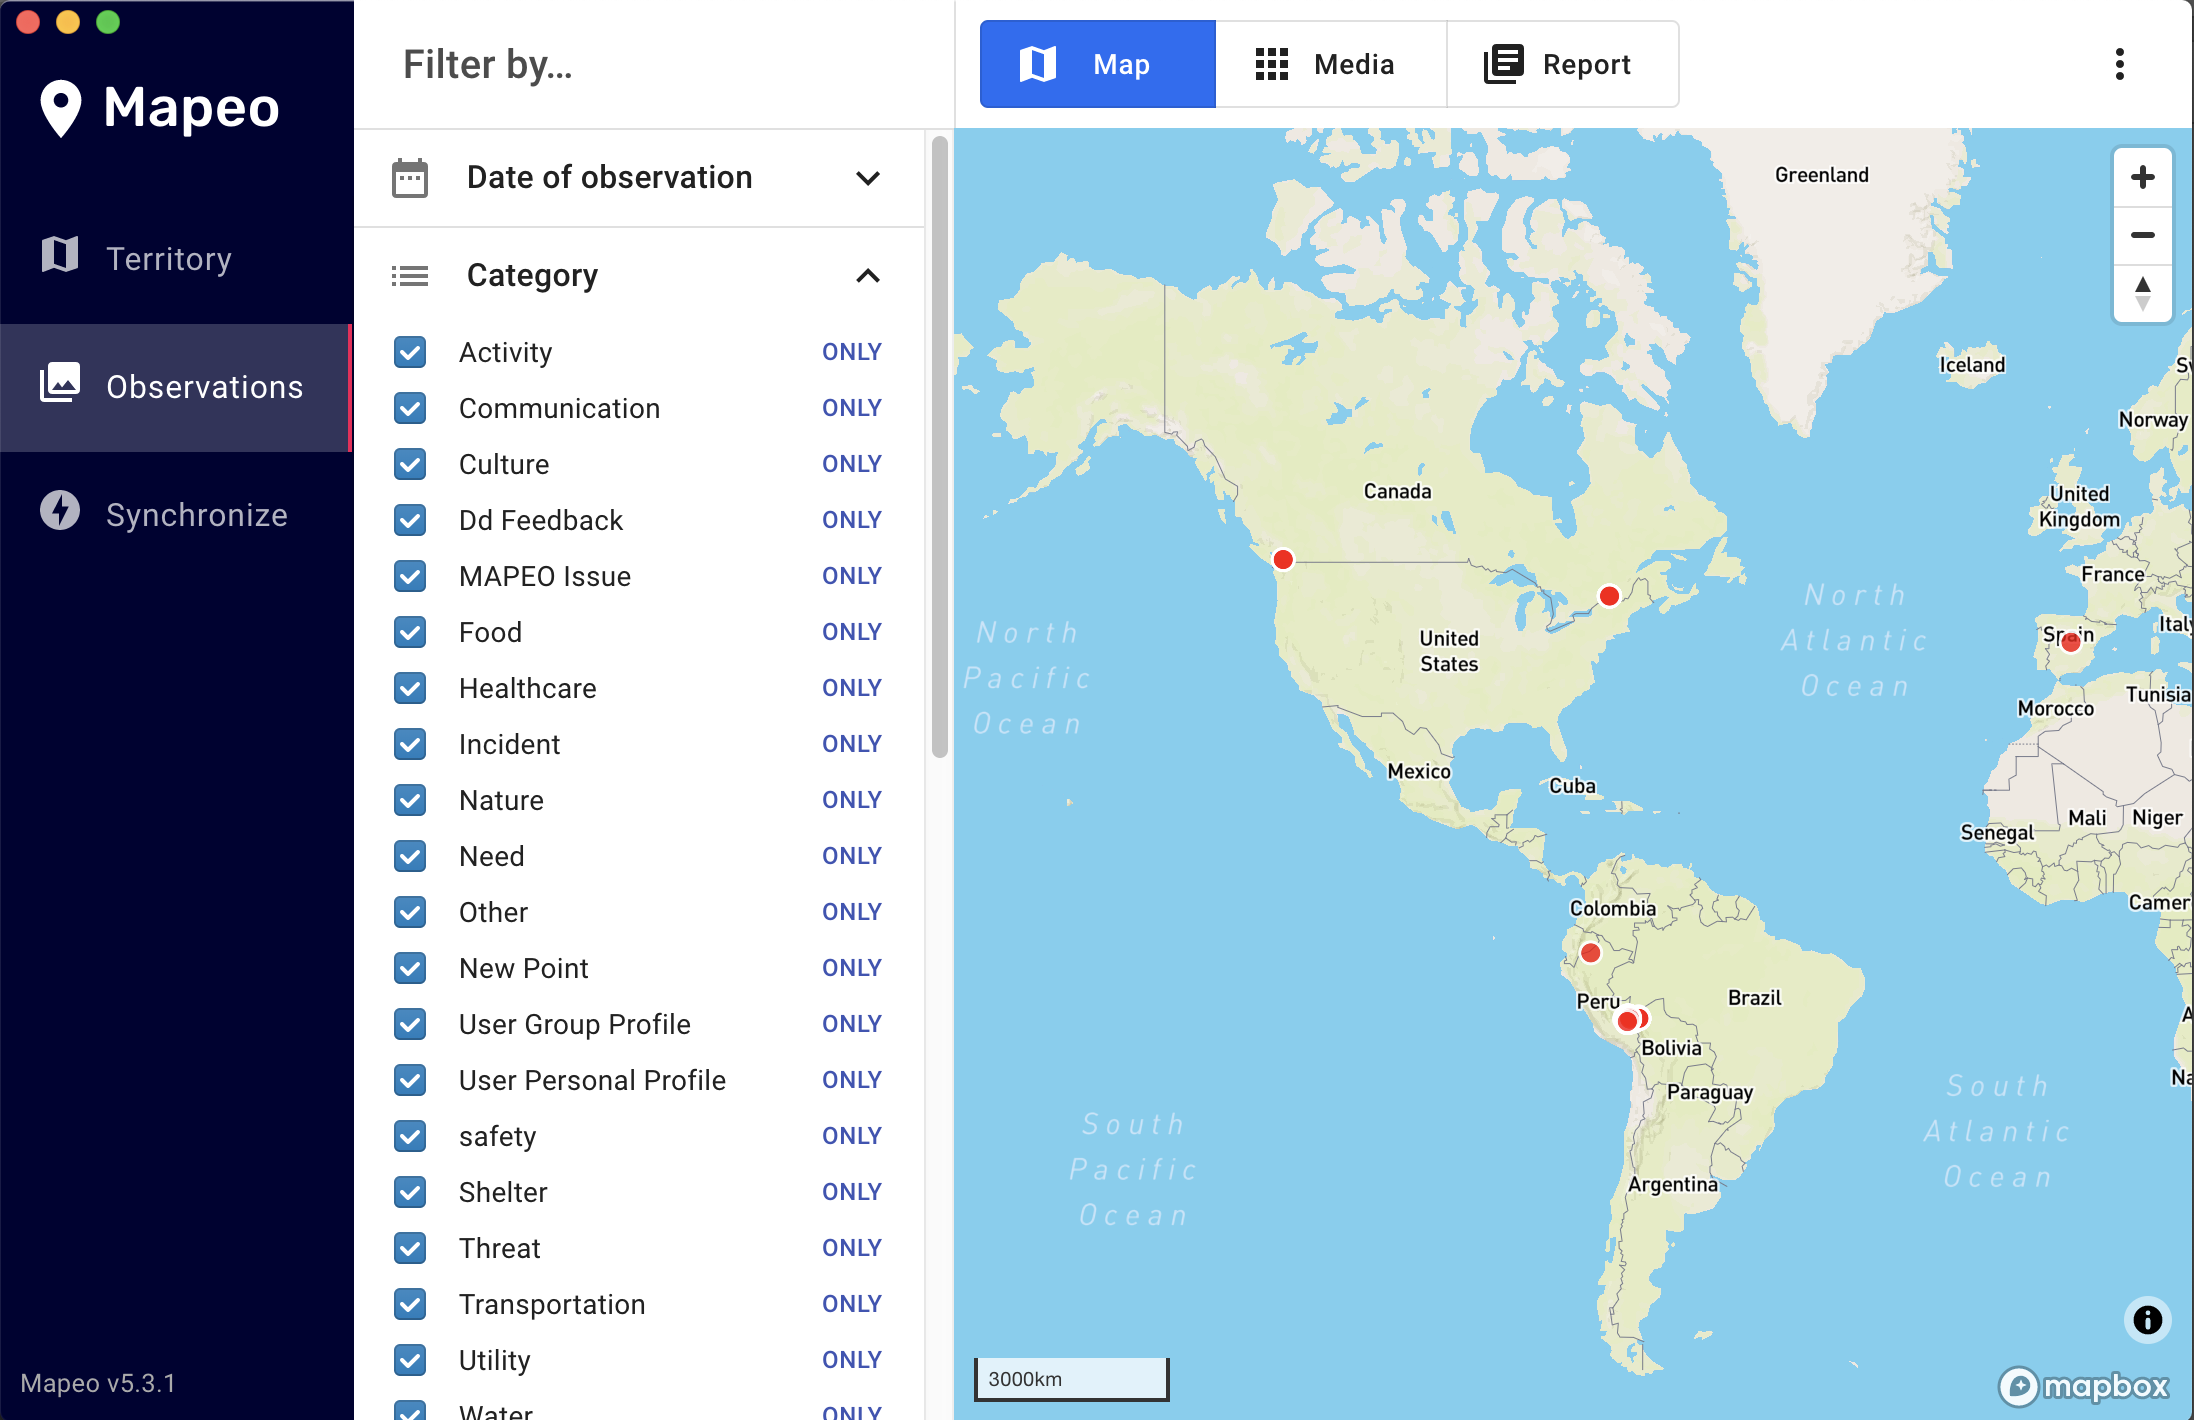 Mapeo
Territory
Observations
Synchronize
Mapeo v5.3.1
Filter by...
Date of observation
Category
Activity ONLY
Communication ONLY
Culture ONLY
Dd Feedback ONLY
MAPEO Issue ONLY
Food ONLY
Healthcare ONLY
Incident ONLY
Nature ONLY
Need ONLY
Other ONLY
New Point ONLY
User Group Profile ONLY
User Personal Profile ONLY
safety ONLY
Shelter ONLY
Threat ONLY
Transportation ONLY
Utility ONLY
Water ONLY
Map
Media
Report
Greenland
Iceland
Norway
Canada
United
Kingdom
France
North
Pacific
Ocean
United
States
North
Atlantic
Ocean
Spain
Italy
Tunisia
Morocco
Mexico
Cuba
Mali
Niger
Senegal
Camer
Colombia
Peru
Brazil
Bolivia
Paraguay
South
Pacific
Ocean
South
Atlantic
Ocean
Argentina
3000km
mapbox